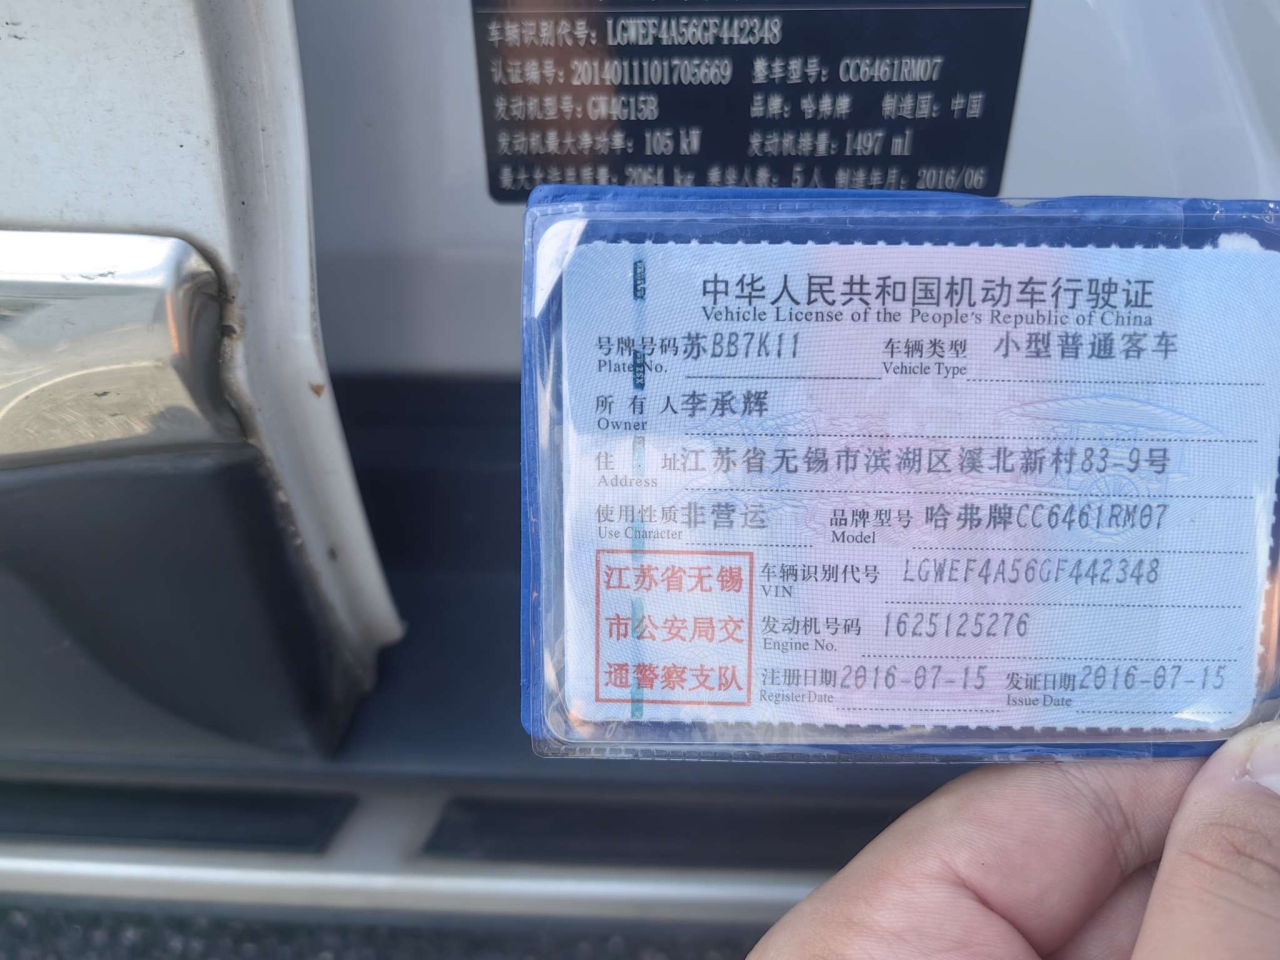 车辆识别代号：LGWEF4A56GF442348
认证编号：2014011101705669 整车型号：CC6461RM07
发动机型号：GW4G15B 品牌：哈弗牌 制造国：中国
发动机最大净功率：105 kW 发动机排量：1497 ml
最大允许总质量：2064 kg 乘坐人数：5人 制造年月：2016/06
中华人民共和国机动车行驶证
Vehicle License of the People's Republic of China
号牌号码 苏BB7K11 车辆类型 小型普通客车
Plate No. Vehicle Type
所有人 李承辉
Owner
住址 江苏省无锡市滨湖区溪北新村83-9号
Address
使用性质 非营运 品牌型号 哈弗牌CC6461RM07
Use Character Model
江苏省无锡
市公安局交
通警察支队
车辆识别代号 LGWEF4A56GF442348
VIN
发动机号码 1625125276
Engine No.
注册日期 2016-07-15 发证日期 2016-07-15
Register Date Issue Date